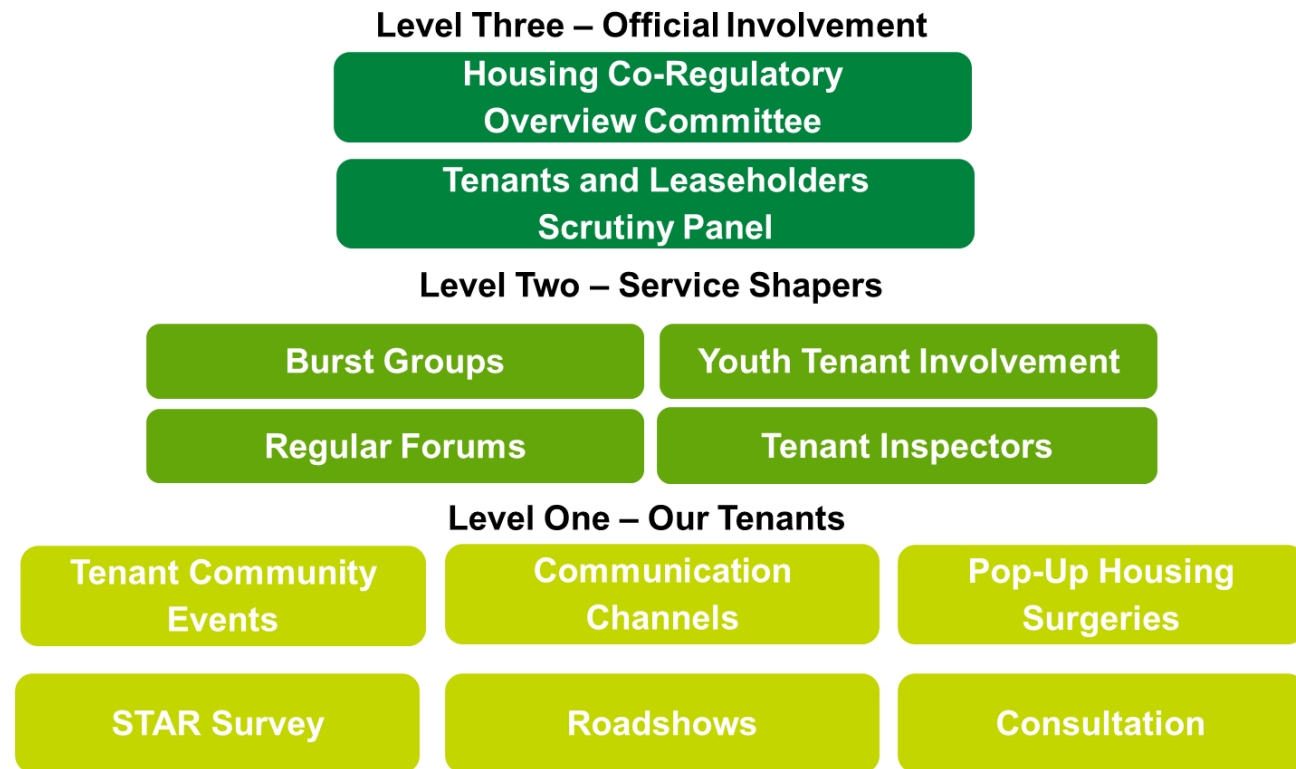 Level Three – Official Involvement
Housing Co-Regulatory
Overview Committee
Tenants and Leaseholders
Scrutiny Panel
Level Two – Service Shapers
Burst Groups
Youth Tenant Involvement
Regular Forums
Tenant Inspectors
Level One – Our Tenants
Tenant Community
Events
Communication
Channels
Pop-Up Housing
Surgeries
STAR Survey
Roadshows
Consultation